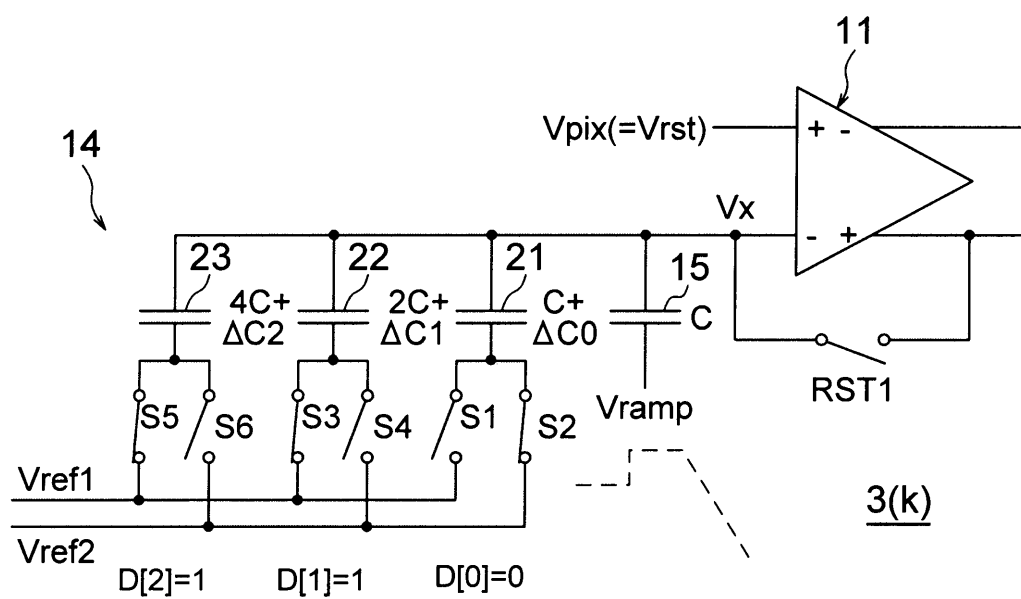 11
Vpix(=Vrst)
+ -
- +
14
Vx
23
22
21
15
4C+
ΔC2
2C+
ΔC1
C+
ΔC0
C
RST1
S5
S6
S3
S4
S1
S2
Vramp
Vref1
Vref2
3(k)
D[2]=1
D[1]=1
D[0]=0